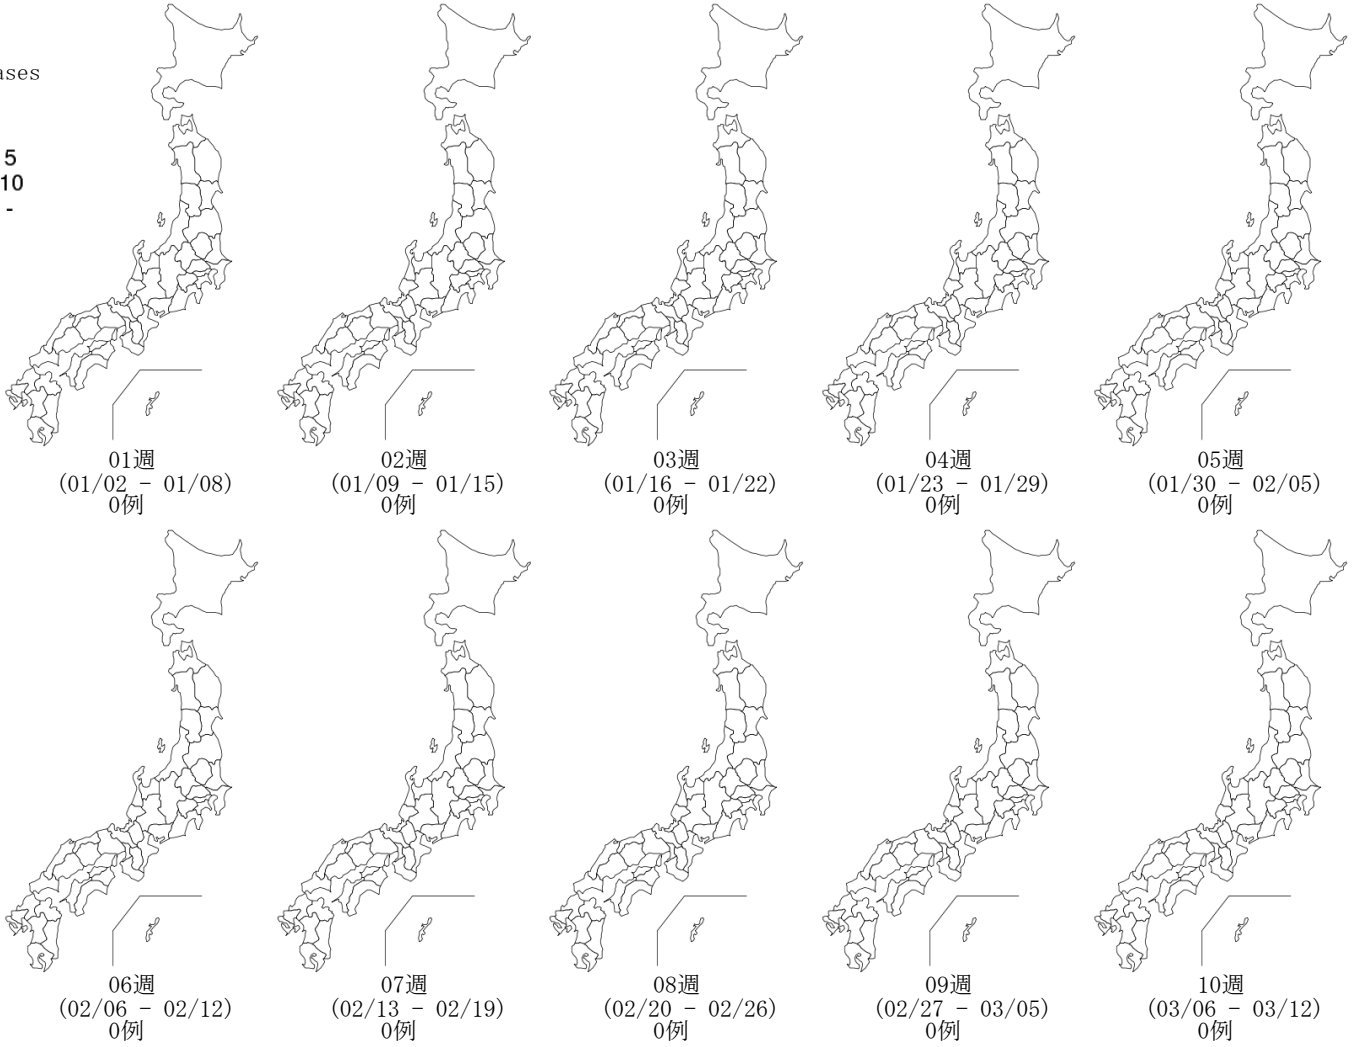 ases
5
10
-
01週
(01/02 - 01/08)
0例
02週
(01/09 - 01/15)
0例
03週
(01/16 - 01/22)
0例
04週
(01/23 - 01/29)
0例
05週
(01/30 - 02/05)
0例
06週
(02/06 - 02/12)
0例
07週
(02/13 - 02/19)
0例
08週
(02/20 - 02/26)
0例
09週
(02/27 - 03/05)
0例
10週
(03/06 - 03/12)
0例